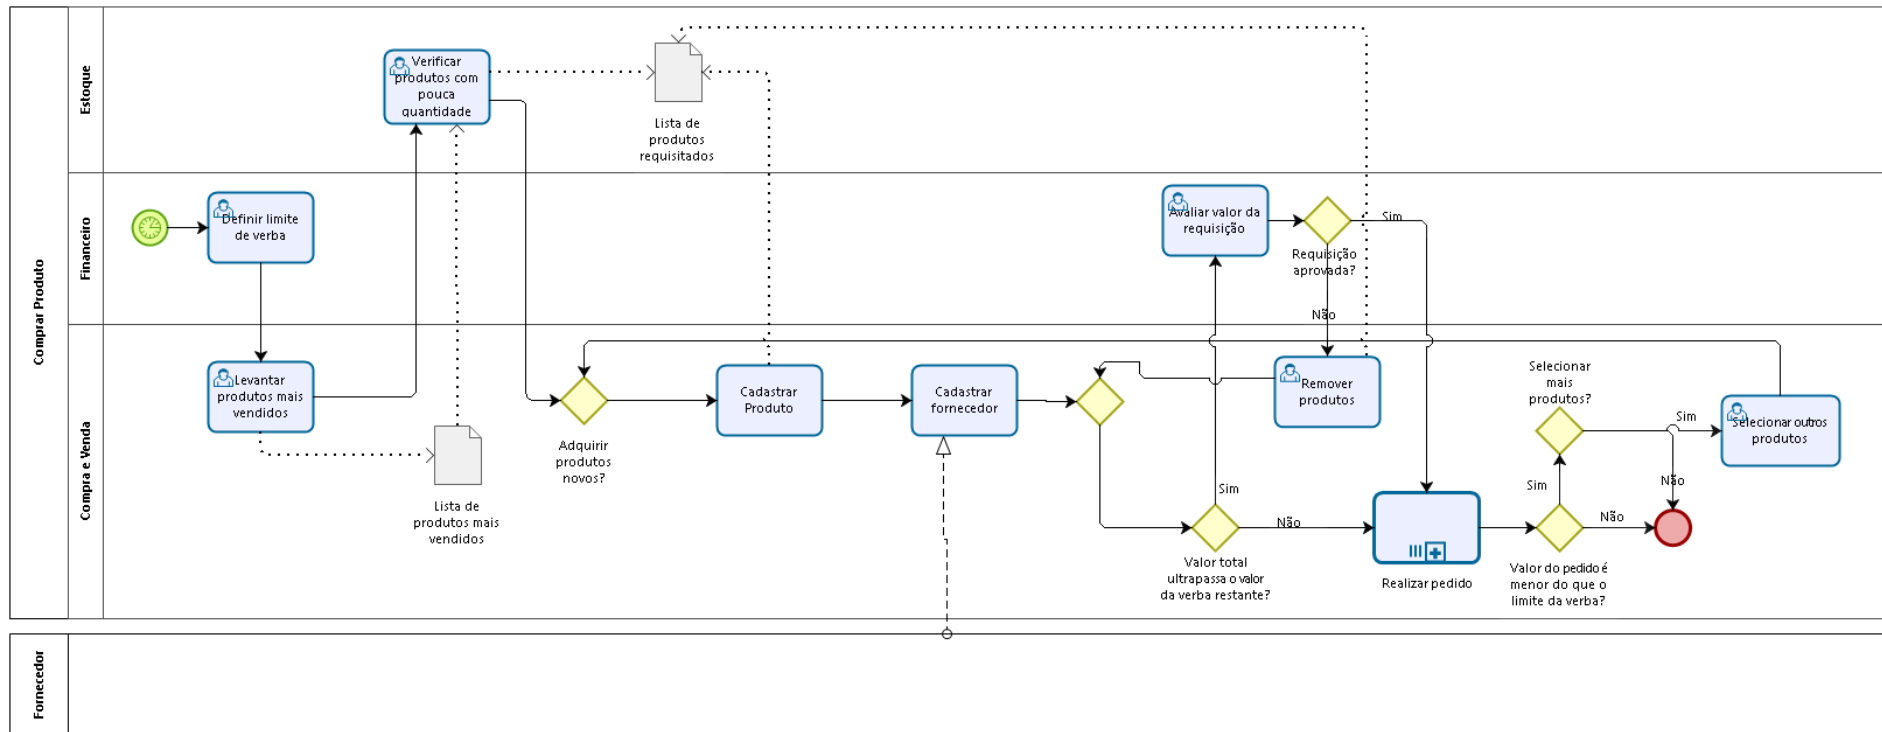 Comprar Produto
Estoque
Verificar
produtos com
pouca
quantidade
Lista de
produtos
requisitados
Financeiro
Definir limite
de verba
Avaliar valor da
requisição
Requisição
aprovada?
Sim
Não
Compra e Venda
Levantar
produtos mais
vendidos
Lista de
produtos mais
vendidos
Adquirir
produtos
novos?
Cadastrar
Produto
Cadastrar
fornecedor
Remover
produtos
Sim
Valor total
ultrapassa o valor
da verba restante?
Não
Realizar pedido
Valor do pedido é
menor do que o
limite da verba?
Sim
Não
Selecionar
mais
produtos?
Sim
Não
Selecionar outros
produtos
Fornecedor